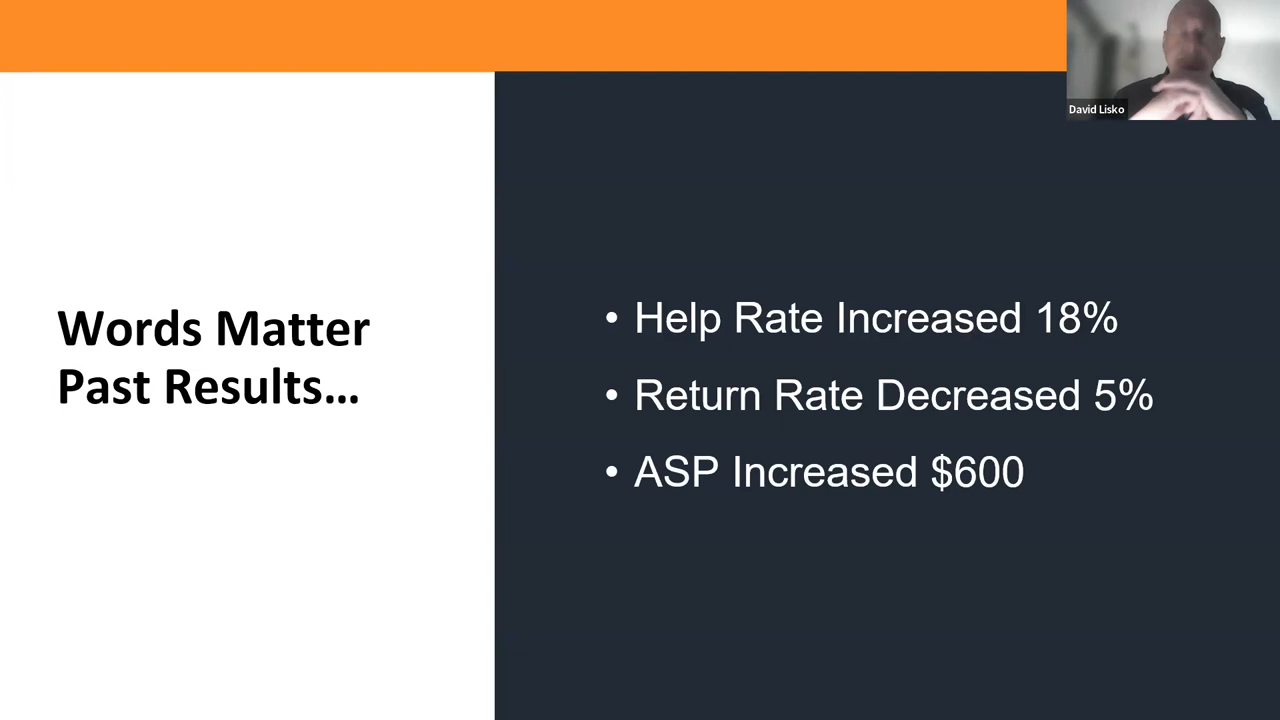 Words Matter
Past Results…
• Help Rate Increased 18%
• Return Rate Decreased 5%
• ASP Increased $600
David Lisko